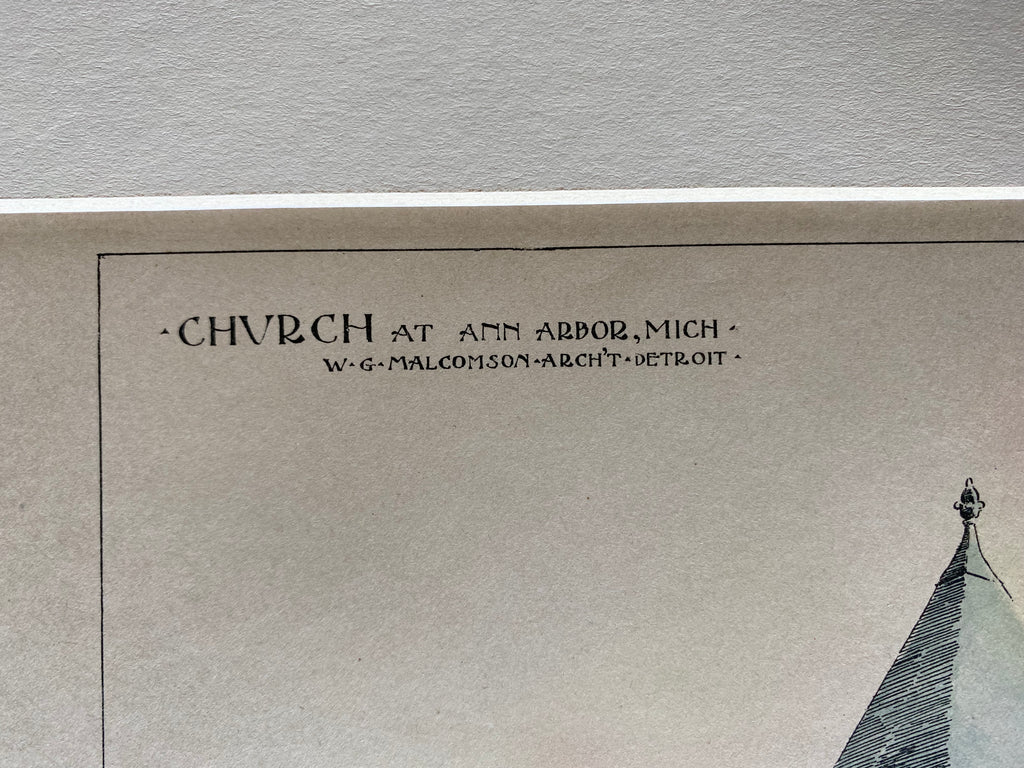 ·CHVRCH AT ANN ARBOR, MICH·
W·G·MALCOMSON·ARCH'T·DETROIT·